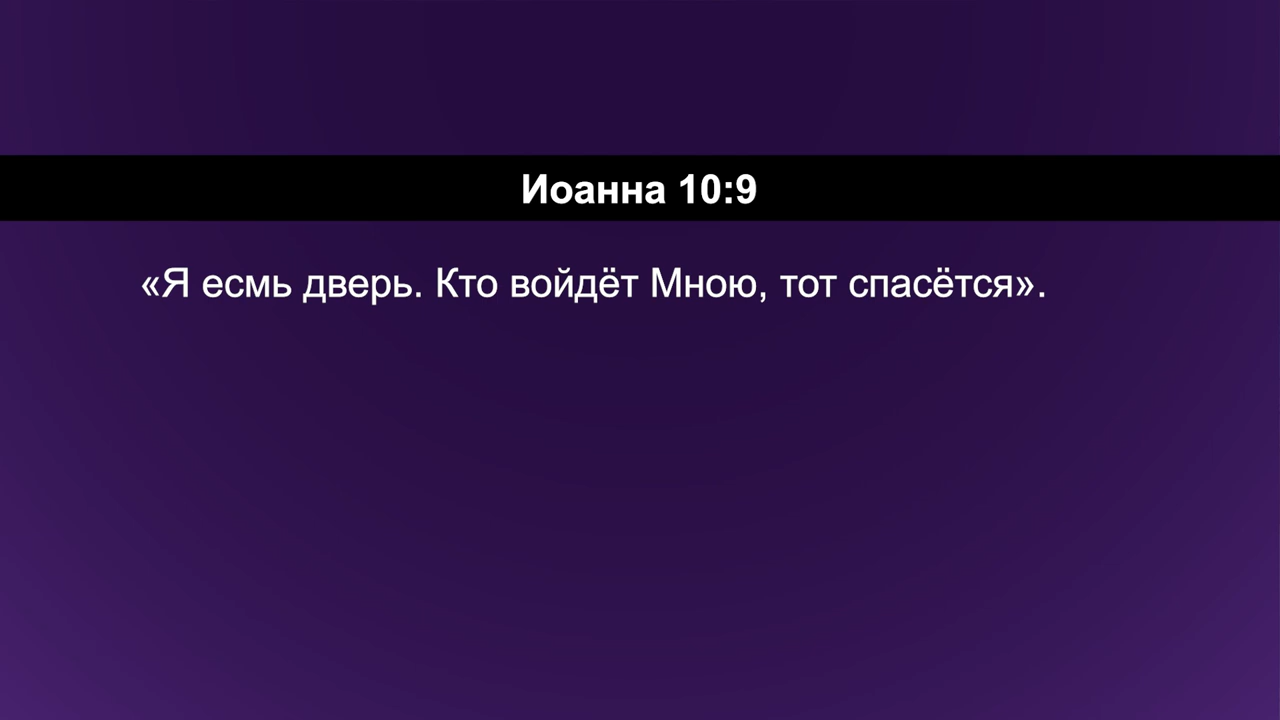 Иоанна 10:9
«Я есмь дверь. Кто войдёт Мною, тот спасётся».